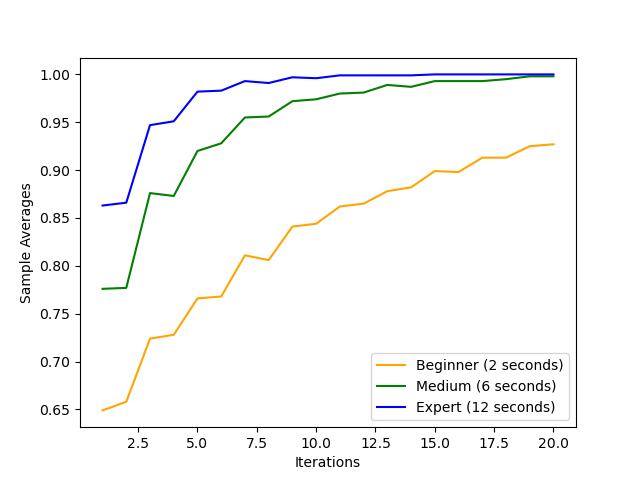 1.00
0.95
0.90
0.85
0.80
0.75
0.70
0.65
Sample Averages
Beginner (2 seconds)
Medium (6 seconds)
Expert (12 seconds)
2.5 5.0 7.5 10.0 12.5 15.0 17.5 20.0
Iterations